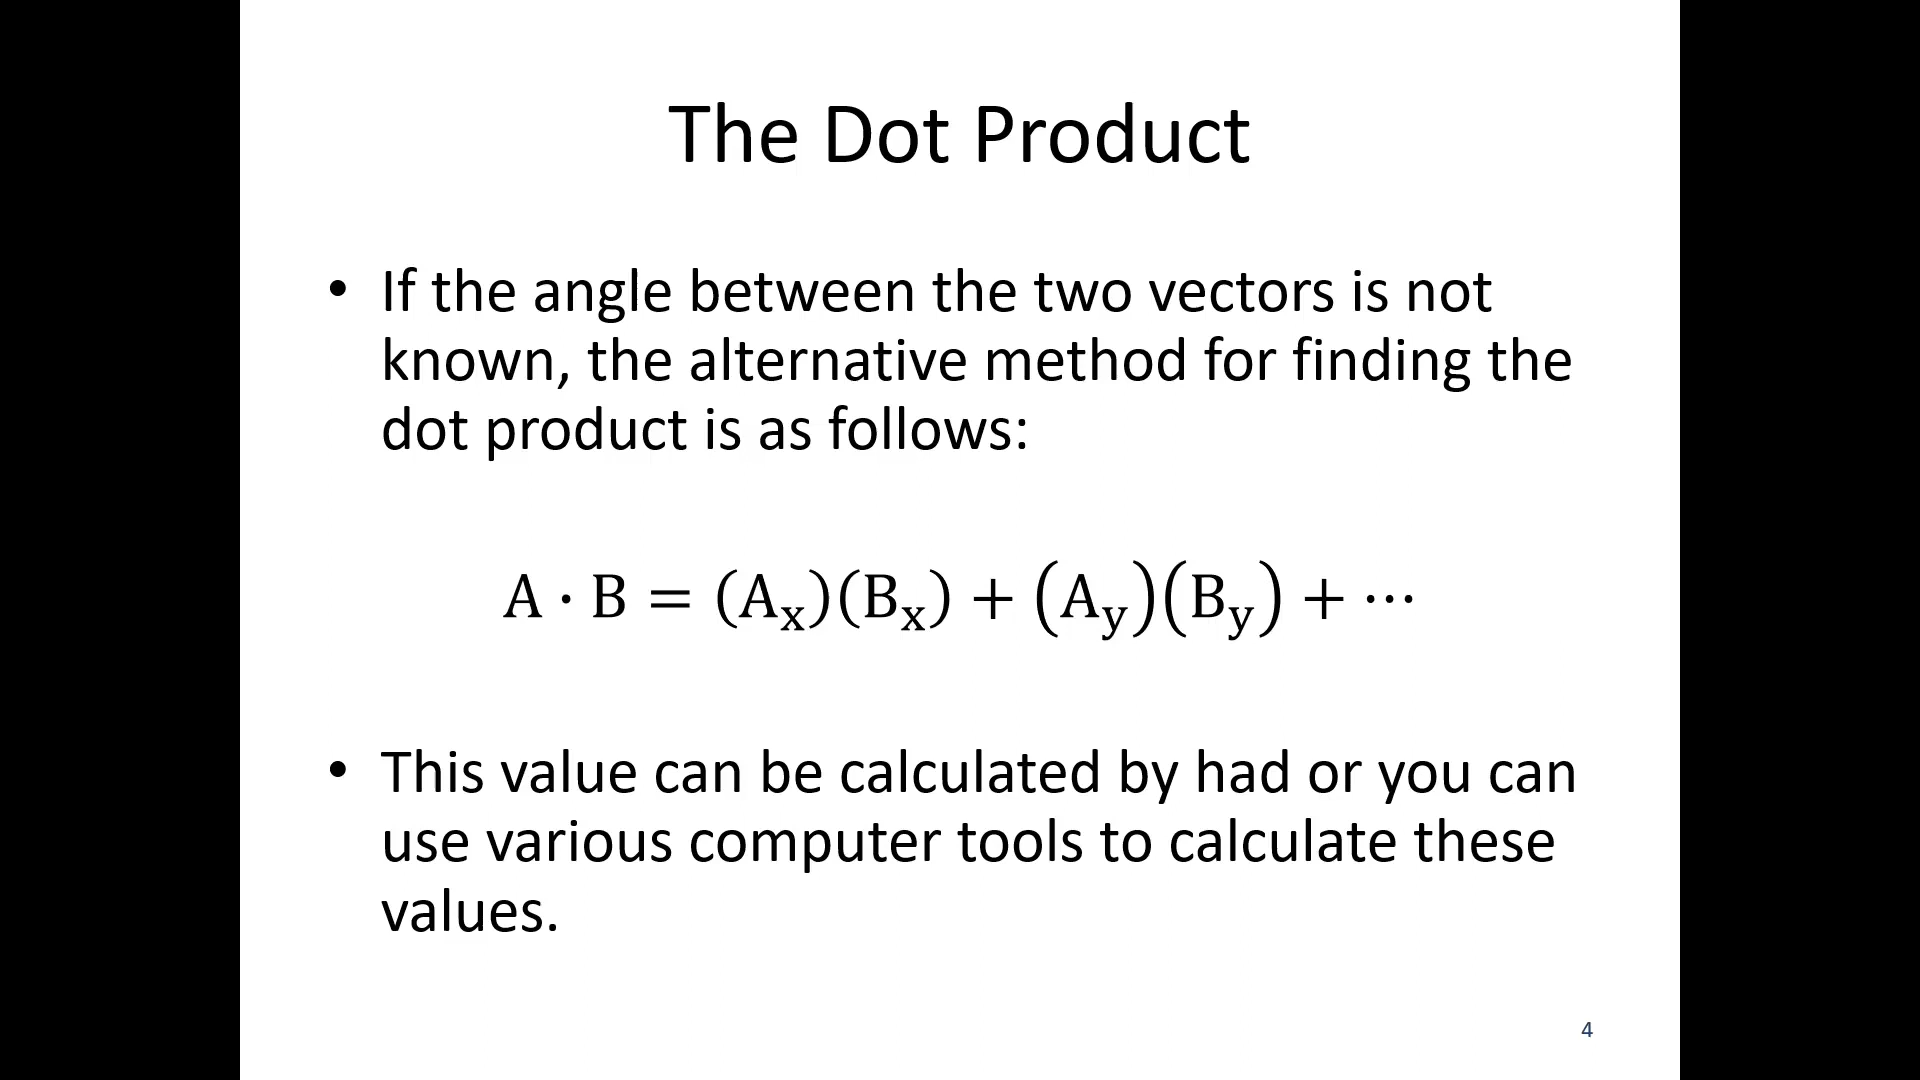 The Dot Product
• If the angle between the two vectors is not
known, the alternative method for finding the
dot product is as follows:
A · B = (Aₓ)(Bₓ) + (A_y)(B_y) + ⋯
• This value can be calculated by had or you can
use various computer tools to calculate these
values.
4